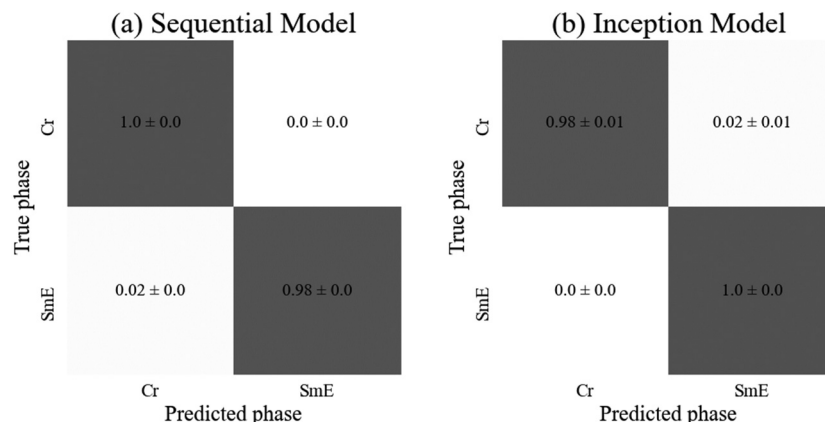 (a) Sequential Model
True phase
Cr
1.0 ± 0.0
0.0 ± 0.0
SmE
0.02 ± 0.0
0.98 ± 0.0
Cr
SmE
Predicted phase
(b) Inception Model
True phase
Cr
0.98 ± 0.01
0.02 ± 0.01
SmE
0.0 ± 0.0
1.0 ± 0.0
Cr
SmE
Predicted phase